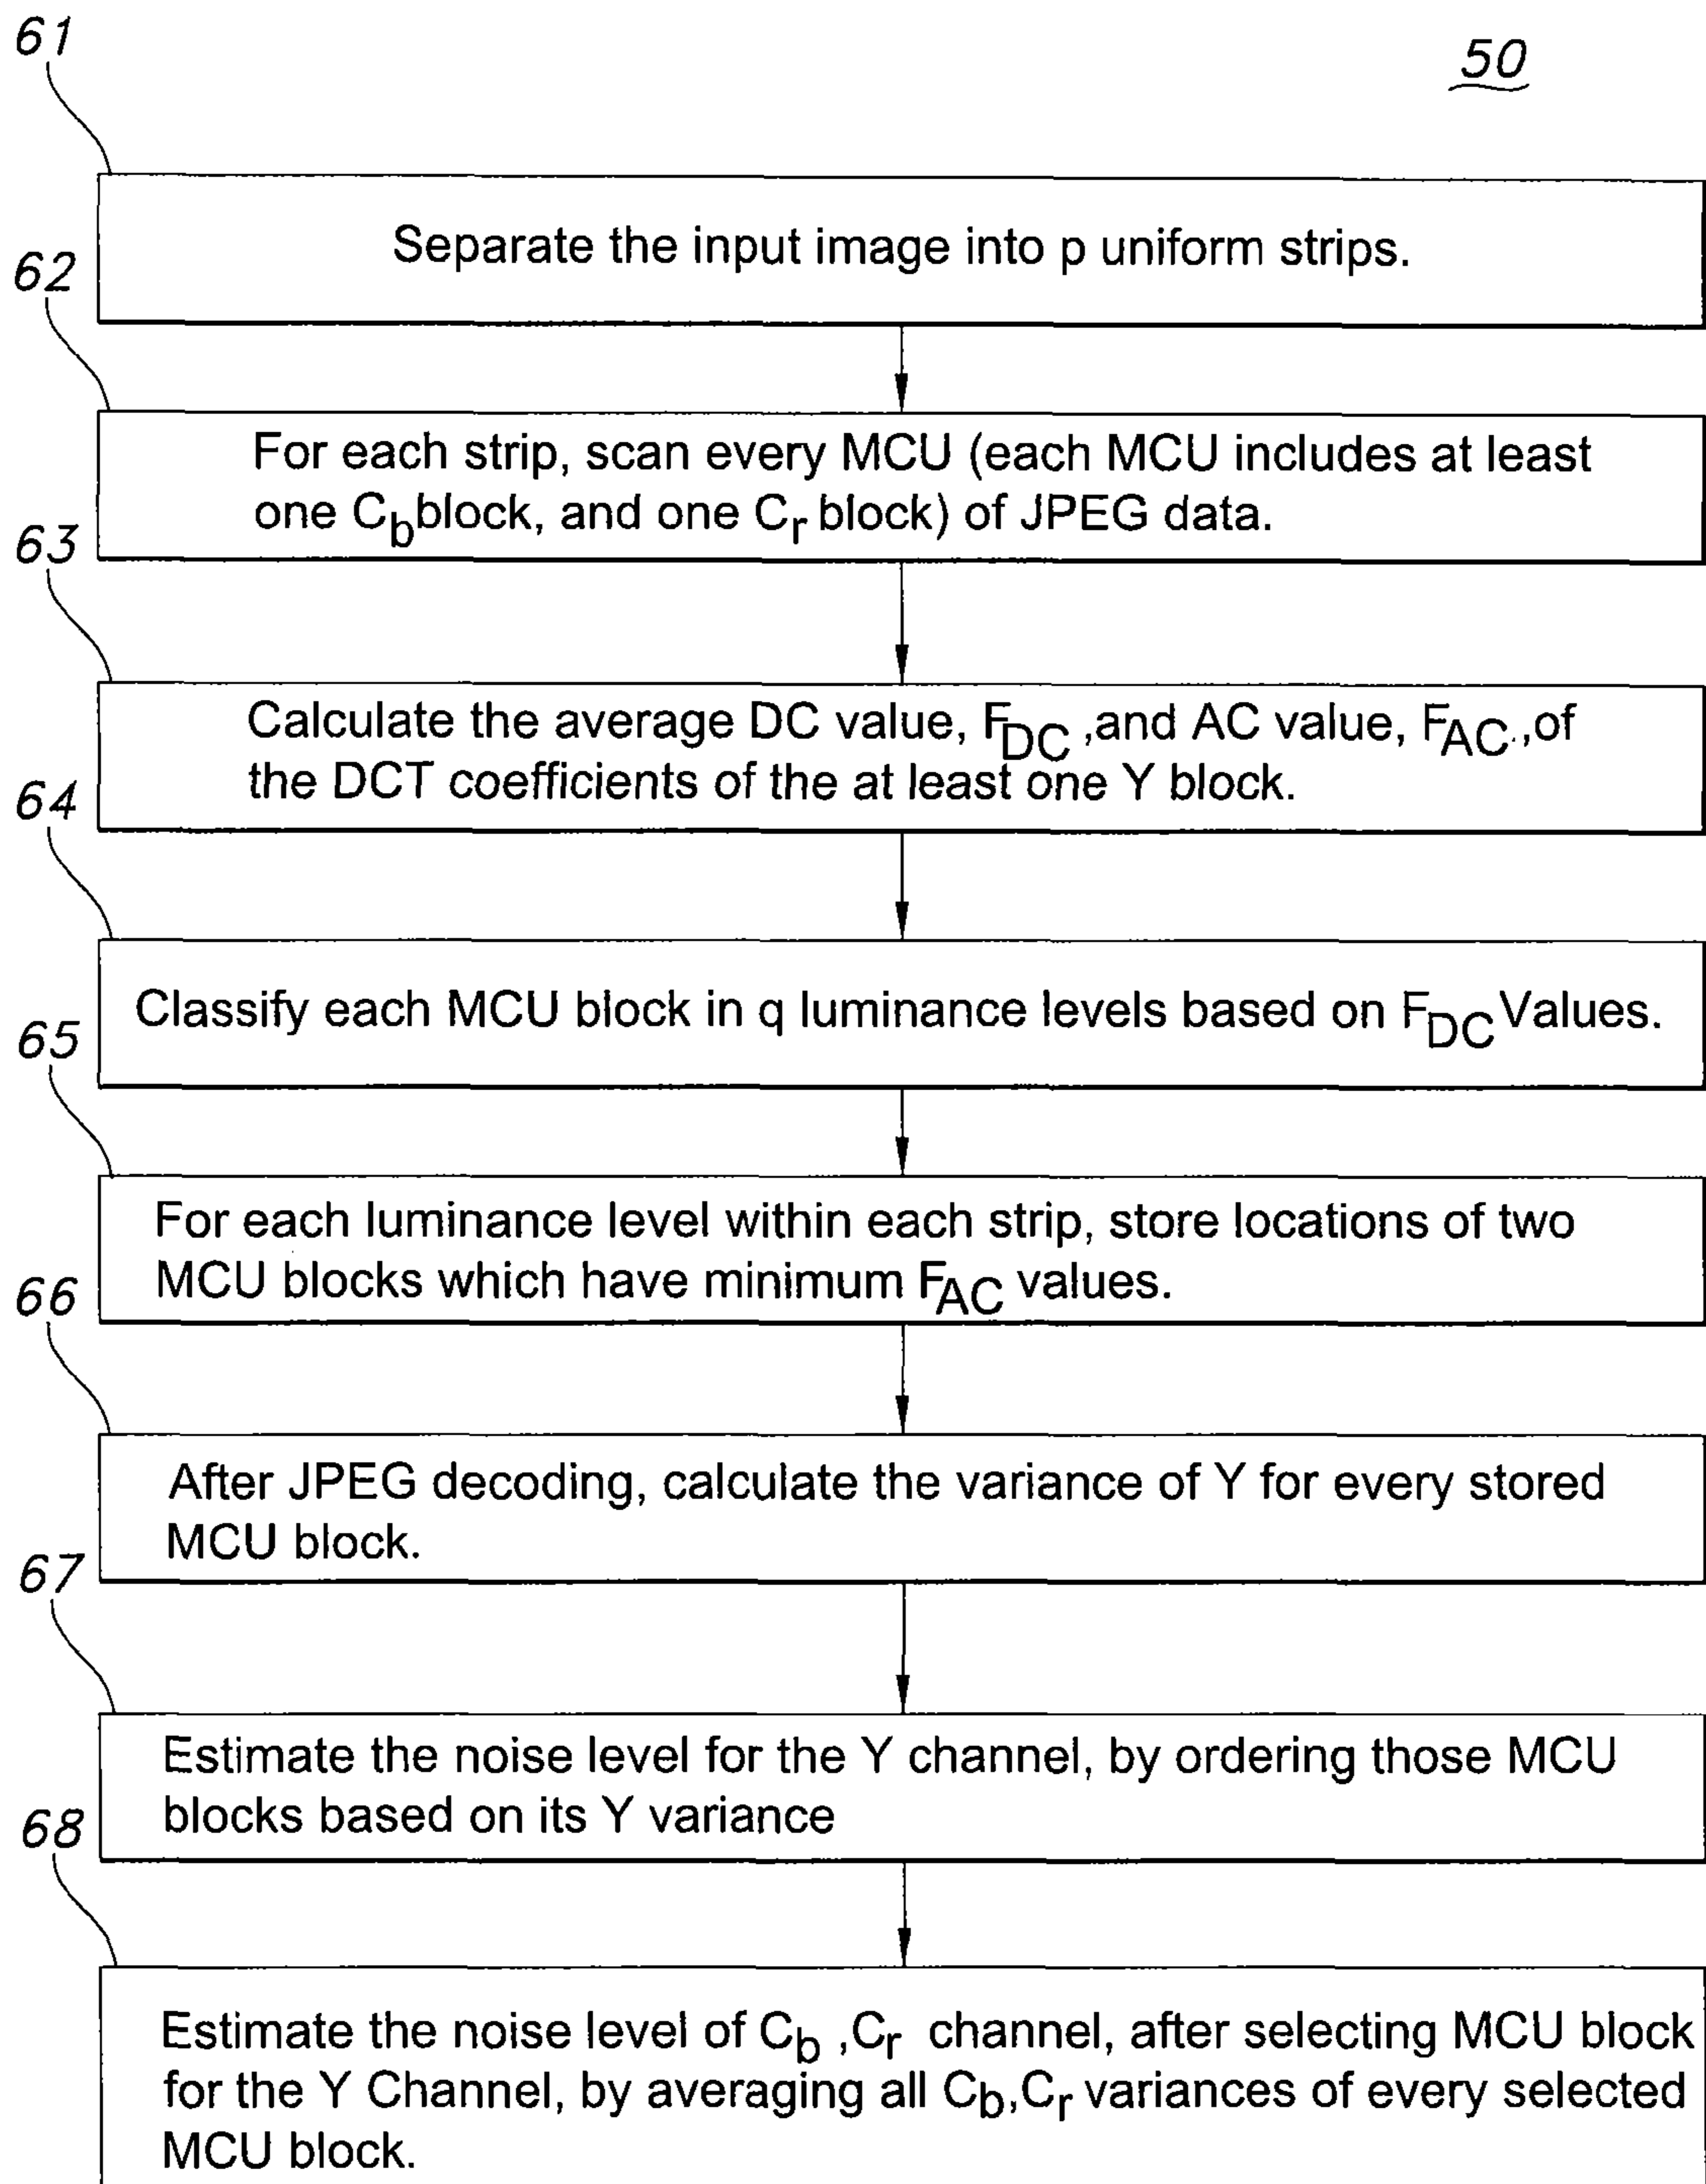 61
50
Separate the input image into p uniform strips.
62
For each strip, scan every MCU (each MCU includes at least
one Cb block, and one Cr block) of JPEG data.
63
Calculate the average DC value, FDC ,and AC value, FAC.,of
the DCT coefficients of the at least one Y block.
64
Classify each MCU block in q luminance levels based on FDC Values.
65
For each luminance level within each strip, store locations of two
MCU blocks which have minimum FAC values.
66
After JPEG decoding, calculate the variance of Y for every stored
MCU block.
67
Estimate the noise level for the Y channel, by ordering those MCU
blocks based on its Y variance
68
Estimate the noise level of Cb ,Cr channel, after selecting MCU block
for the Y Channel, by averaging all Cb,Cr variances of every selected
MCU block.